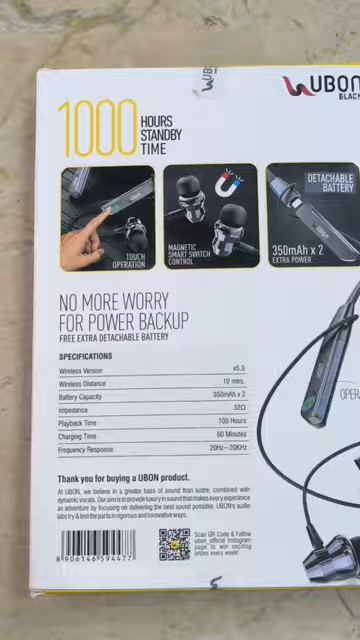 UBON
BLACK
1000 HOURS
STANDBY
TIME
TOUCH
OPERATION
MAGNETIC
SMART SWITCH
CONTROL
DETACHABLE
BATTERY
350mAh x 2
EXTRA POWER
NO MORE WORRY
FOR POWER BACKUP
FREE EXTRA DETACHABLE BATTERY
SPECIFICATIONS
Wireless Version v5.3
Wireless Distance 10 mtrs.
Battery Capacity 350mAh x 2
Impedance 32Ω
Playback Time 100 Hours
Charging Time 60 Minutes
Frequency Response 20Hz~20KHz
Thank you for buying a UBON product.
At UBON, we believe in a greater basis of sound than lustre, combined with
dynamic vocals. Our aim is to provide luxury in sound that makes every experience
an adventure by focusing on delivering the best sound possible. UBON's audio
labs try & test the parts in rigorous and innovative ways.
Scan QR Code & Follow
ubon_official Instagram
page to win exciting
prizes every week!
8 906146 594477